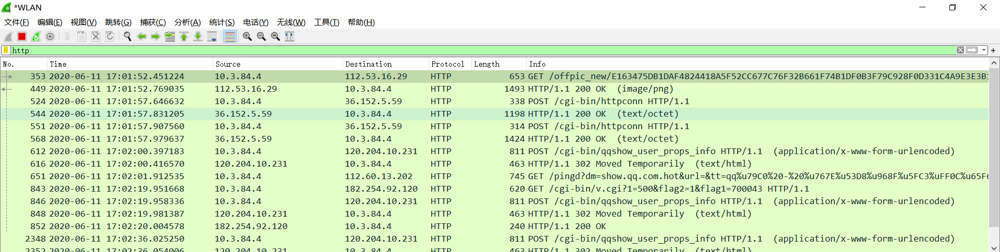 *WLAN
文件(F) 编辑(E) 视图(V) 跳转(G) 捕获(C) 分析(A) 统计(S) 电话(Y) 无线(W) 工具(T) 帮助(H)
http
No. Time Source Destination Protocol Length Info
353 2020-06-11 17:01:52.451224 10.3.84.4 112.53.16.29 HTTP 653 GET /offpic_new/E163475DB1DAF4824418A5F52CC677C76F32B661F74B1DF0B3F79C928F0D331C4A9E3E3B1
449 2020-06-11 17:01:52.769035 112.53.16.29 10.3.84.4 HTTP 1493 HTTP/1.1 200 OK (image/png)
524 2020-06-11 17:01:57.646632 10.3.84.4 36.152.5.59 HTTP 338 POST /cgi-bin/httpconn HTTP/1.1
544 2020-06-11 17:01:57.831205 36.152.5.59 10.3.84.4 HTTP 1198 HTTP/1.1 200 OK (text/octet)
551 2020-06-11 17:01:57.907560 10.3.84.4 36.152.5.59 HTTP 314 POST /cgi-bin/httpconn HTTP/1.1
568 2020-06-11 17:01:57.979637 36.152.5.59 10.3.84.4 HTTP 1424 HTTP/1.1 200 OK (text/octet)
612 2020-06-11 17:02:00.397183 10.3.84.4 120.204.10.231 HTTP 811 POST /cgi-bin/qqshow_user_props_info HTTP/1.1 (application/x-www-form-urlencoded)
616 2020-06-11 17:02:00.416570 120.204.10.231 10.3.84.4 HTTP 463 HTTP/1.1 302 Moved Temporarily (text/html)
651 2020-06-11 17:02:01.912535 10.3.84.4 112.60.13.202 HTTP 745 GET /pingd?dm=show.qq.com.hot&url=&tt=qq%u79C0%20-%20%u767E%u53D8%u968F%u5FC3%uFF0C%u65F6
843 2020-06-11 17:02:19.951668 10.3.84.4 182.254.92.120 HTTP 620 GET /cgi-bin/v.cgi?1=500&flag2=1&flag1=700043 HTTP/1.1
846 2020-06-11 17:02:19.958336 10.3.84.4 120.204.10.231 HTTP 811 POST /cgi-bin/qqshow_user_props_info HTTP/1.1 (application/x-www-form-urlencoded)
848 2020-06-11 17:02:19.981387 120.204.10.231 10.3.84.4 HTTP 463 HTTP/1.1 302 Moved Temporarily (text/html)
852 2020-06-11 17:02:20.004578 182.254.92.120 10.3.84.4 HTTP 240 HTTP/1.1 200 OK
2348 2020-06-11 17:02:36.025250 10.3.84.4 120.204.10.231 HTTP 811 POST /cgi-bin/qqshow_user_props_info HTTP/1.1 (application/x-www-form-urlencoded)
2352 2020-06-11 17:02:36.054006 120.204.10.231 10.3.84.4 HTTP 463 HTTP/1.1 302 Moved Temporarily (text/html)